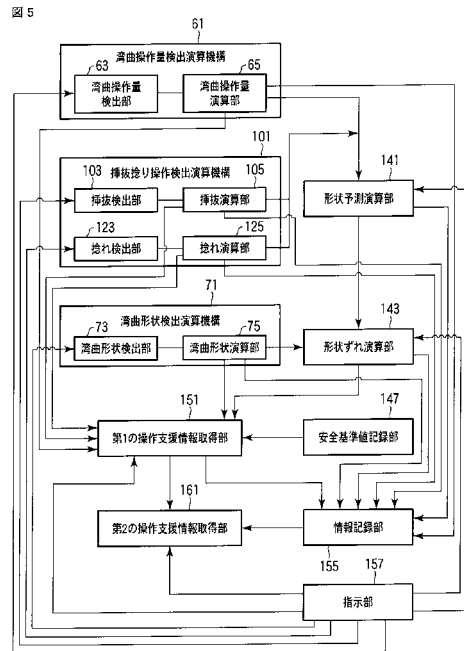 図5
61
湾曲操作量検出演算機構
63
65
湾曲操作量
検出部
湾曲操作量
演算部
101
挿抜捻り操作検出演算機構
103
105
挿抜検出部
挿抜演算部
141
形状予測演算部
123
125
捻れ検出部
捻れ演算部
71
湾曲形状検出演算機構
73
75
湾曲形状検出部
湾曲形状演算部
143
形状ずれ演算部
151
147
第1の操作支援情報取得部
安全基準値記録部
161
第2の操作支援情報取得部
情報記録部
155
157
指示部